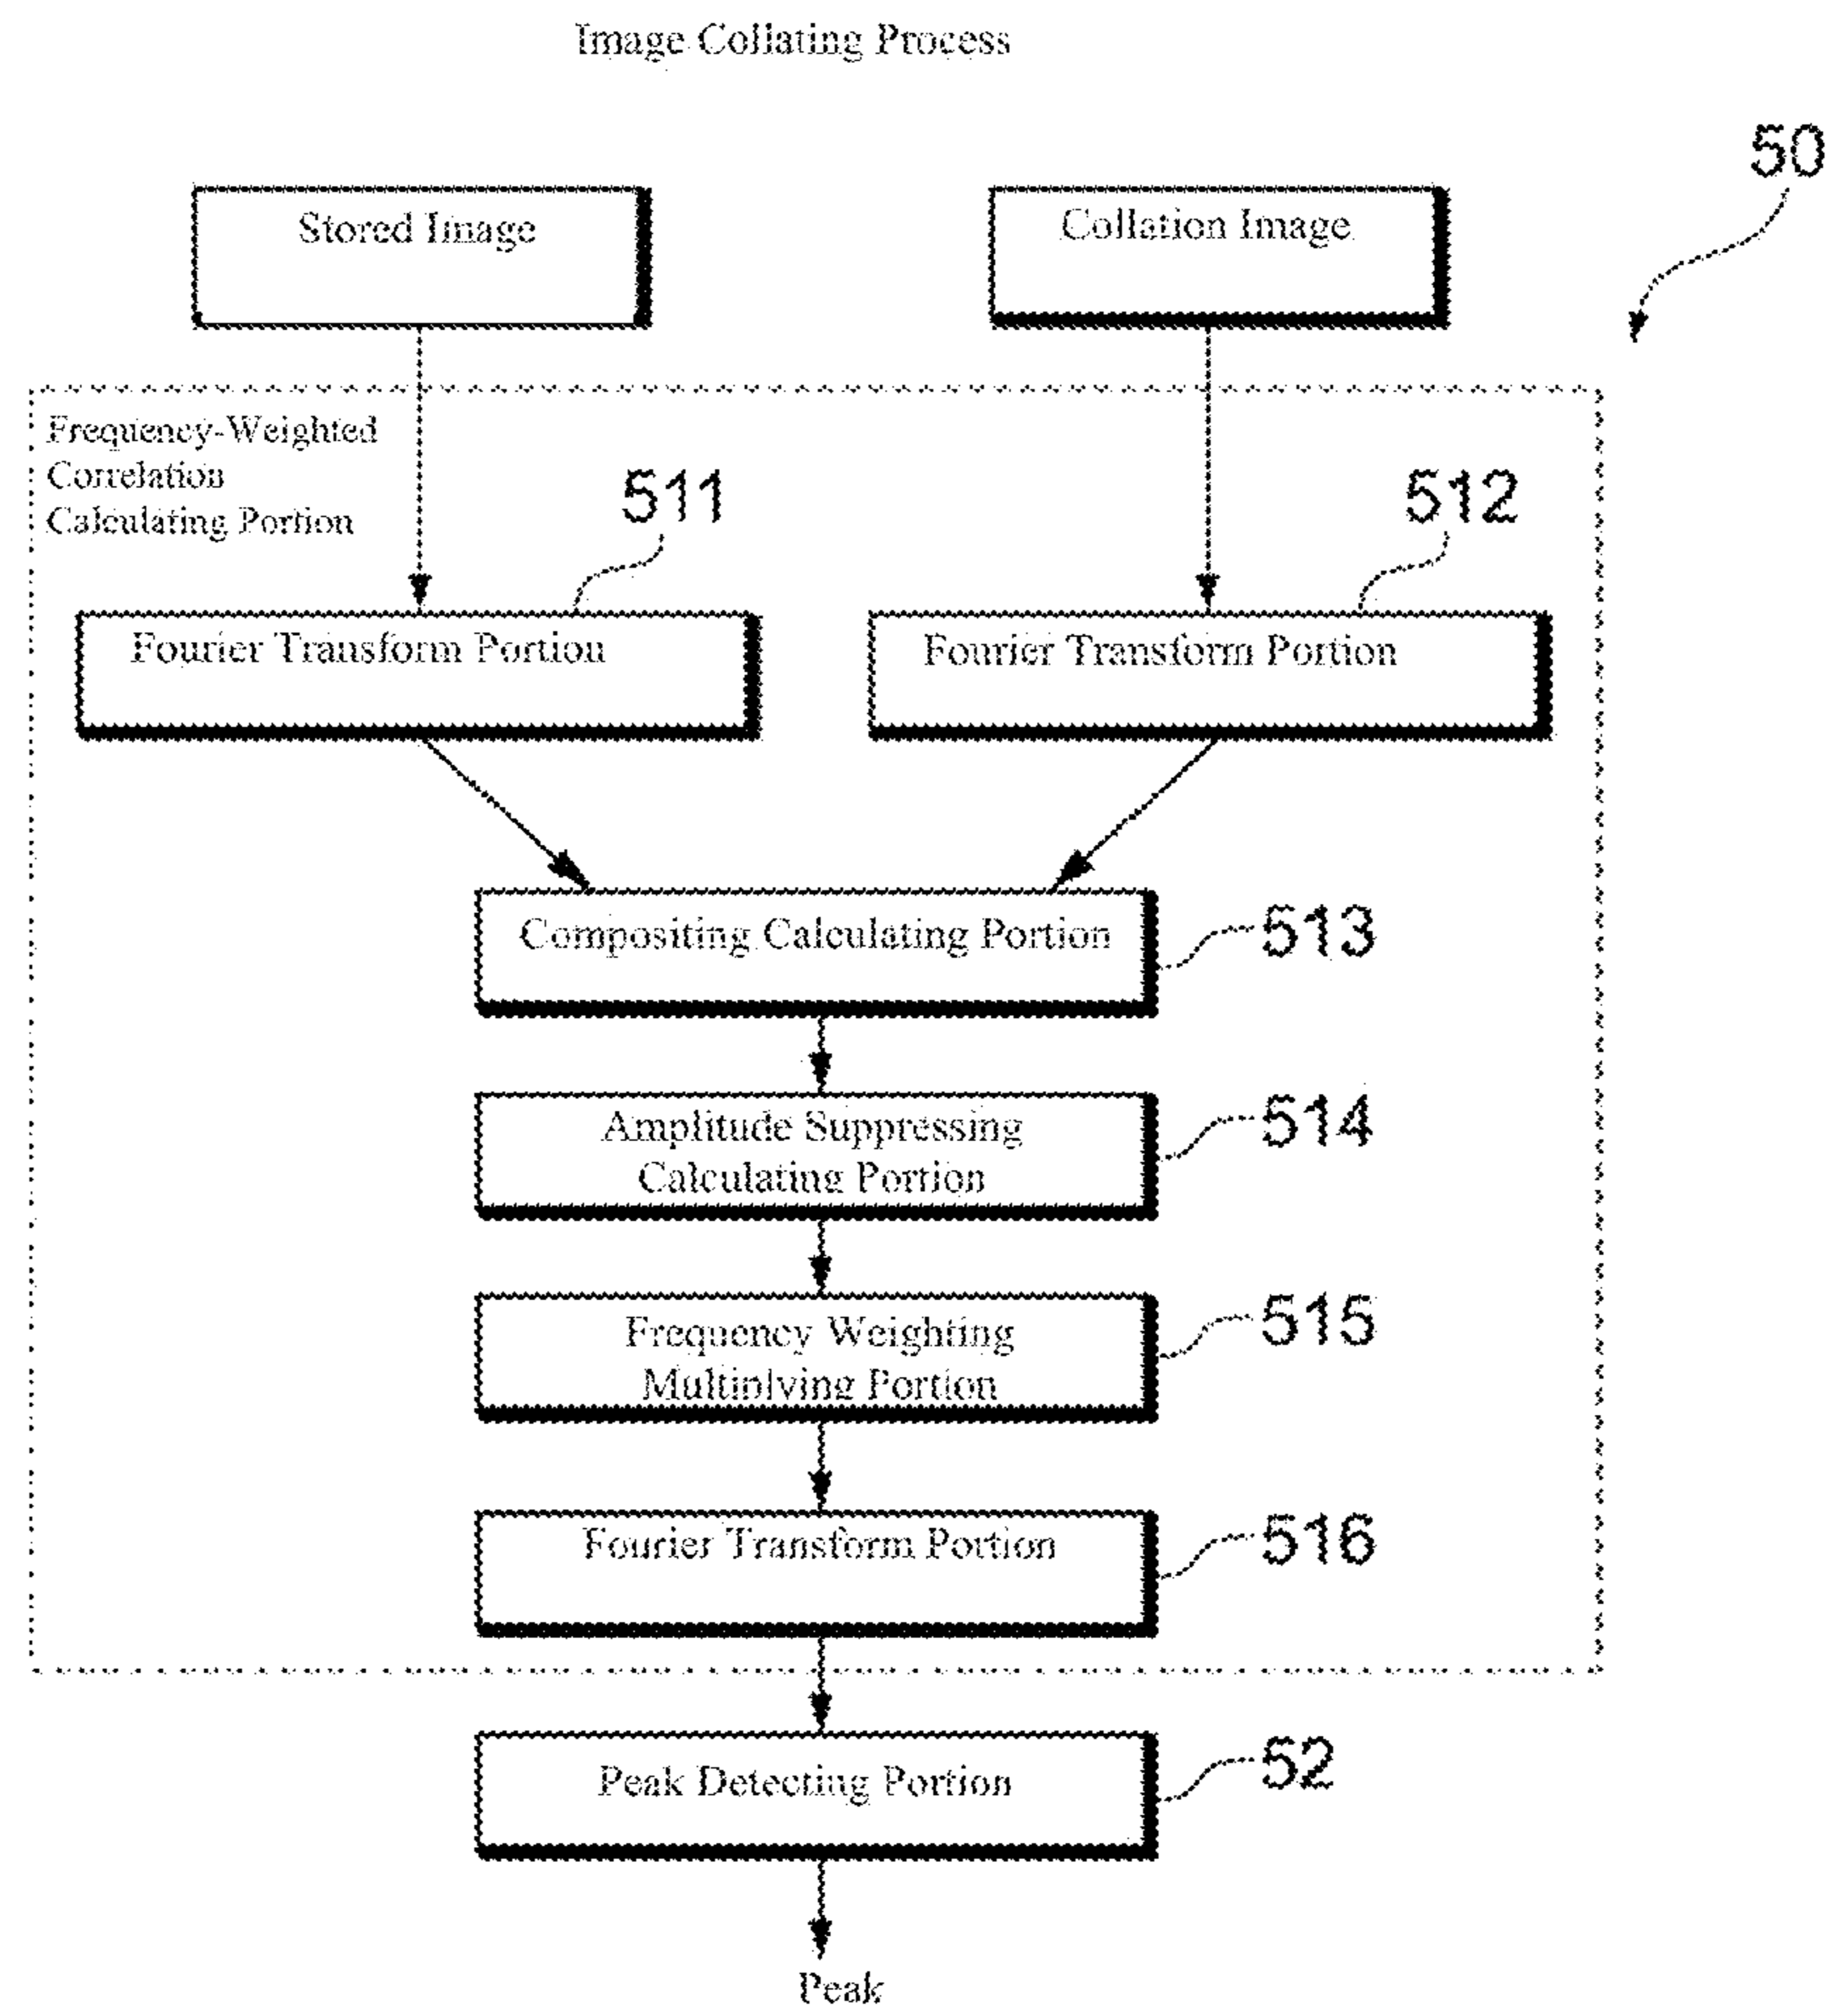 Image Collating Process
50
Stored Image
Collation Image
Frequency-Weighted
Correlation
Calculating Portion
511
512
Fourier Transform Portion
Fourier Transform Portion
Compositing Calculating Portion
513
Amplitude Suppressing
Calculating Portion
514
Frequency Weighting
Multiplying Portion
515
Fourier Transform Portion
516
Peak Detecting Portion
52
Peak